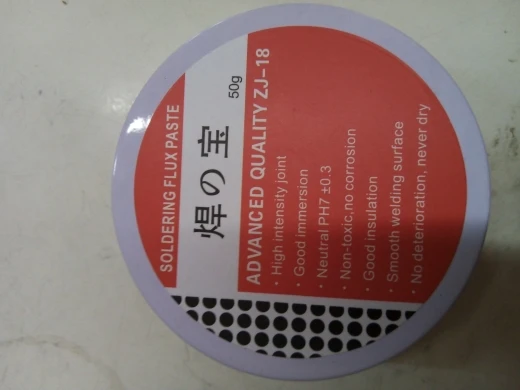 SOLDERING FLUX PASTE
焊の宝
50g
ADVANCED QUALITY ZJ-18
· High intensity joint
· Good immersion
· Neutral PH7 ±0.3
· Non-toxic,no corrosion
· Good insulation
· Smooth welding surface
· No deterioration, never dry